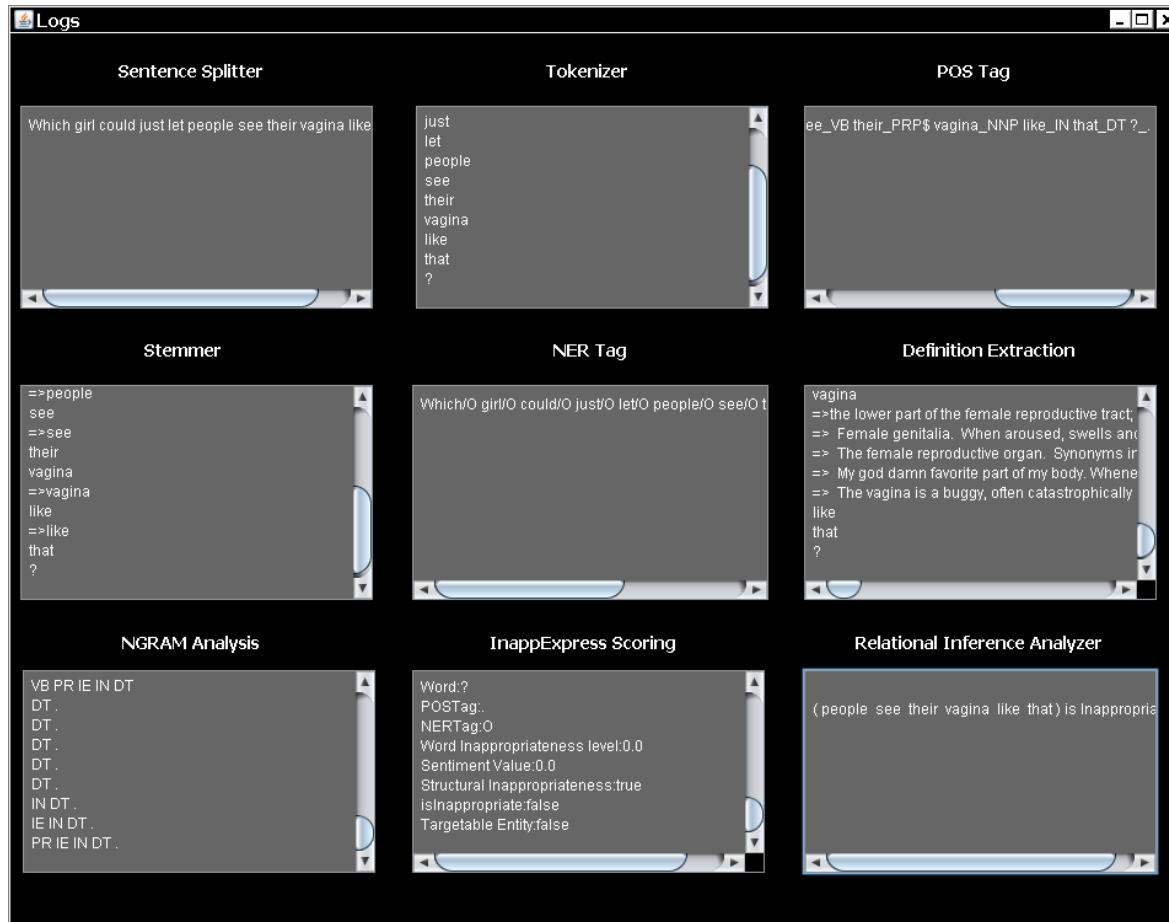 Logs
Sentence Splitter
Tokenizer
POS Tag
Which girl could just let people see their vagina like
just
let
people
see
their
vagina
like
that
?
ee_VB their_PRP$ vagina_NNP like_IN that_DT ?_.
Stemmer
NER Tag
Definition Extraction
=>people
see
=>see
their
vagina
=>vagina
like
=>like
that
?
Which/O girl/O could/O just/O let/O people/O see/O t
vagina
=>the lower part of the female reproductive tract;
=> Female genitalia. When aroused, swells and
=> The female reproductive organ. Synonyms in
=> My god damn favorite part of my body. Whene
=> The vagina is a buggy, often catastrophically
like
that
?
NGRAM Analysis
InappExpress Scoring
Relational Inference Analyzer
VB PR IE IN DT
DT .
DT .
DT .
DT .
DT .
IN DT .
IE IN DT .
PR IE IN DT .
Word:?
POSTag:.
NERTag:O
Word Inappropriateness level:0.0
Sentiment Value:0.0
Structural Inappropriateness:true
isInappropriate:false
Targetable Entity:false
( people see their vagina like that ) is Inappropria